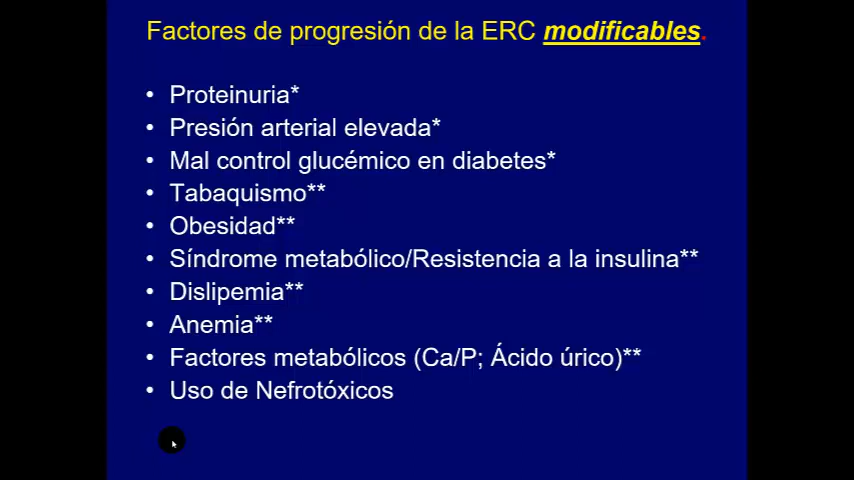 Factores de progresión de la ERC modificables.
• Proteinuria*
• Presión arterial elevada*
• Mal control glucémico en diabetes*
• Tabaquismo**
• Obesidad**
• Síndrome metabólico/Resistencia a la insulina**
• Dislipemia**
• Anemia**
• Factores metabólicos (Ca/P; Ácido úrico)**
• Uso de Nefrotóxicos